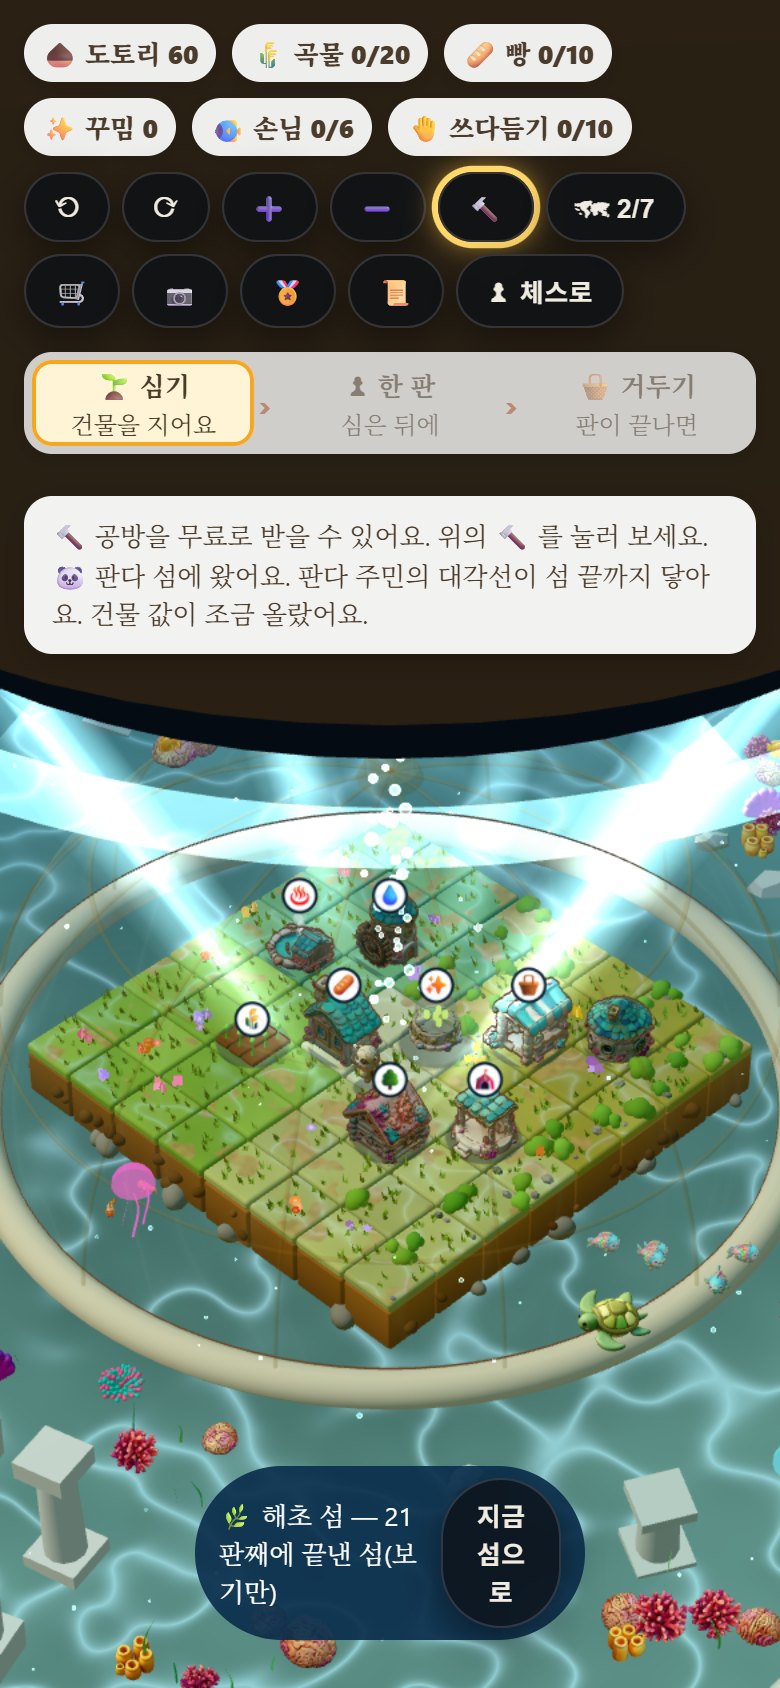 도토리 60
곡물 0/20
빵 0/10
꾸밈 0
손님 0/6
쓰다듬기 0/10
2/7
체스로
심기
건물을 지어요
한 판
심은 뒤에
거두기
판이 끝나면
공방을 무료로 받을 수 있어요. 위의 를 눌러 보세요.
판다 섬에 왔어요. 판다 주민의 대각선이 섬 끝까지 닿아
요. 건물 값이 조금 올랐어요.
해초 섬 — 21
판째에 끝낸 섬(보
기만)
지금
섬으
로